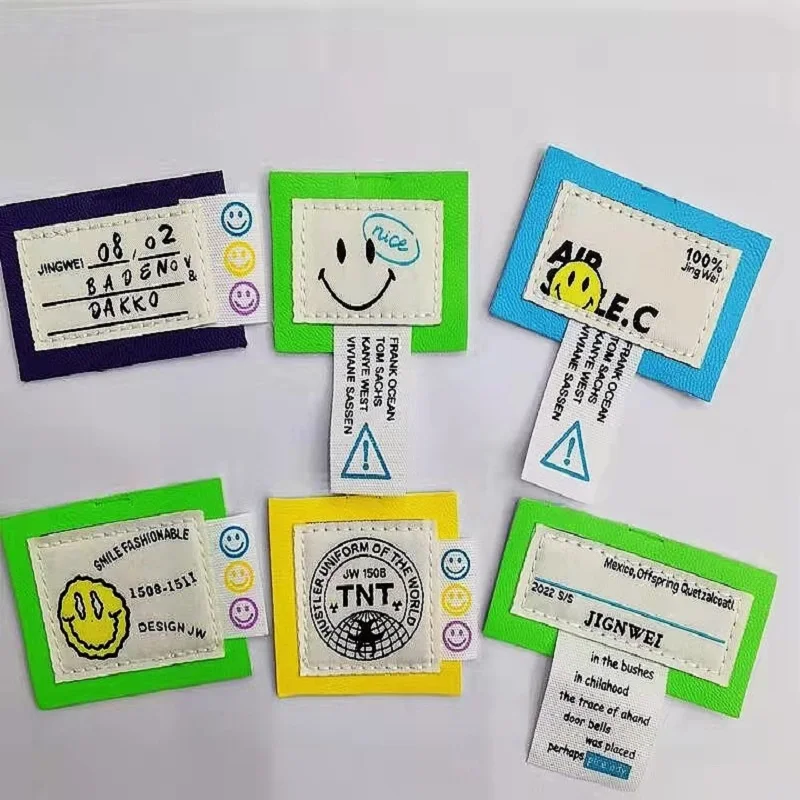 JINGWEI 08.02
BADENOV
&
DAKKO
nice
FRANK OCEAN
TOM SACHS
KANYE WEST
VIVIANE SASSEN
AIR
LE.C
100%
Jing Wei
FRANK OCEAN
TOM SACHS
KANYE WEST
VIVIANE SASSEN
SMILE FASHIONABLE
1508-1511
DESIGN JW
HUSTLER:UNIFORM OF THE WORLD
JW 1508
TNT
Mexico,Offspring Quetzalcoatl.
2022 S/S
JIGNWEI
in the bushes
in chilahood
the trace of ahand
door bells
was placed
perhaps